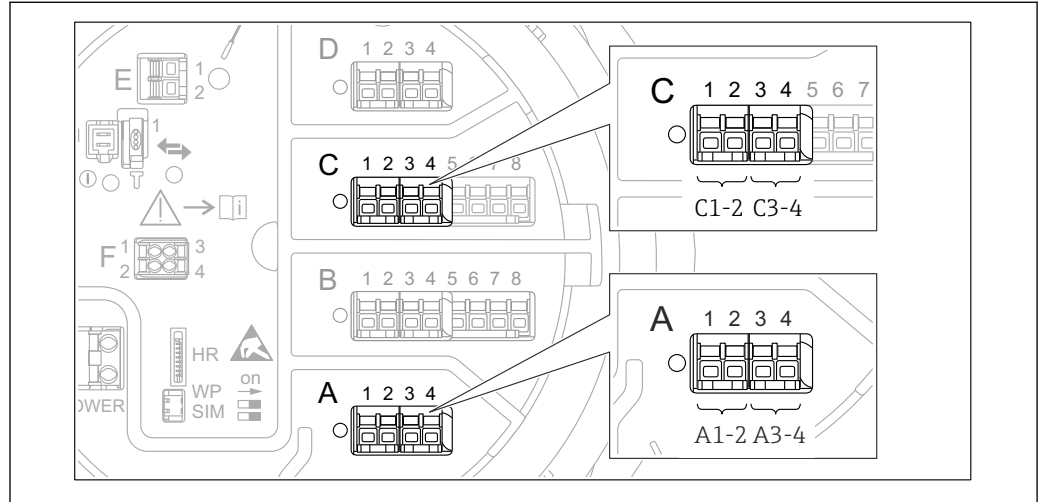 D 1 2 3 4
E 1
2
1
C 1 2 3 4 5 6 7 8
i
F 1 3
2 4
B 1 2 3 4 5 6 7 8
HR
WP on
SIM
A 1 2 3 4
C 1 2 3 4 5 6 7
C1-2 C3-4
A 1 2 3 4
A1-2 A3-4